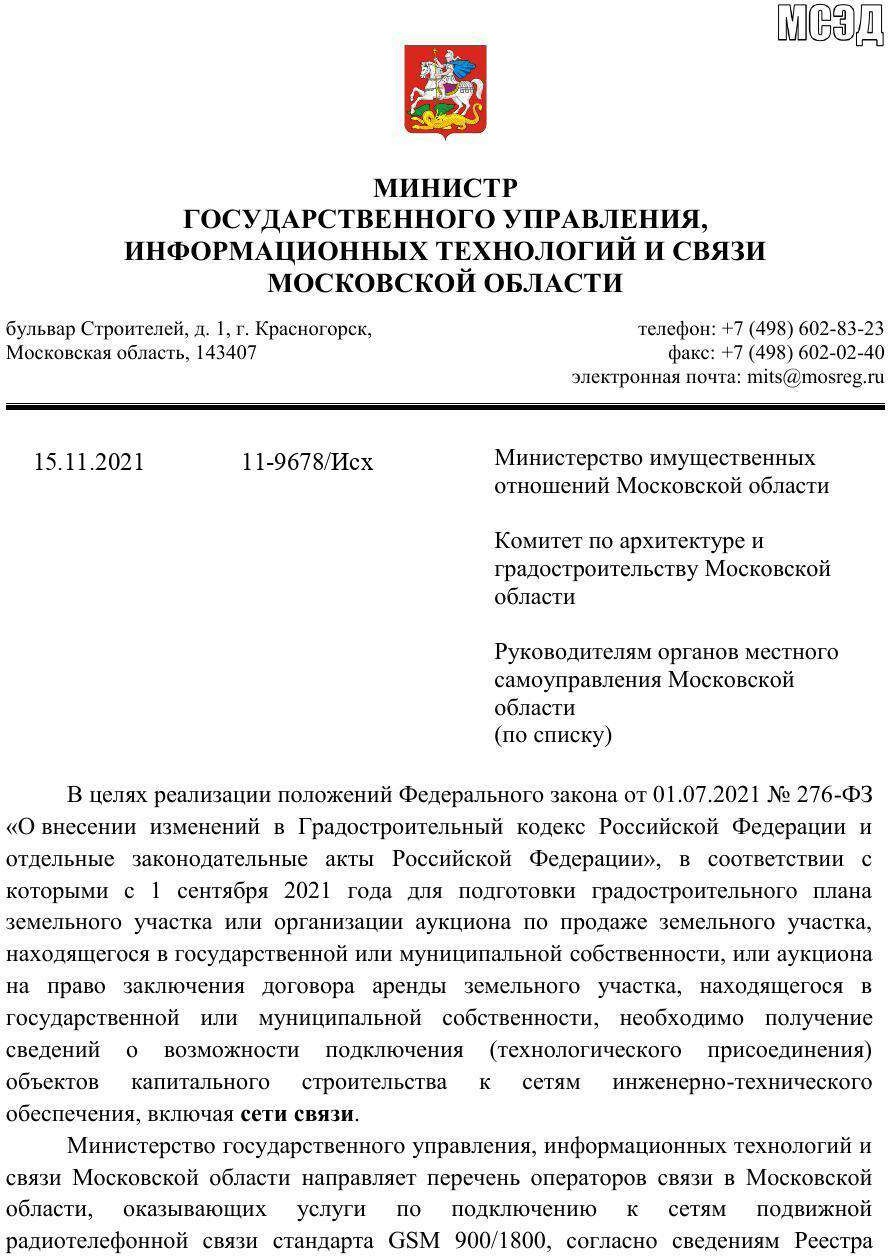 МСЭД
МИНИСТР
ГОСУДАРСТВЕННОГО УПРАВЛЕНИЯ,
ИНФОРМАЦИОННЫХ ТЕХНОЛОГИЙ И СВЯЗИ
МОСКОВСКОЙ ОБЛАСТИ
бульвар Строителей, д. 1, г. Красногорск,
Московская область, 143407
телефон: +7 (498) 602-83-23
факс: +7 (498) 602-02-40
электронная почта: mits@mosreg.ru
15.11.2021 11-9678/Исх
Министерство имущественных
отношений Московской области
Комитет по архитектуре и
градостроительству Московской
области
Руководителям органов местного
самоуправления Московской
области
(по списку)
В целях реализации положений Федерального закона от 01.07.2021 № 276-ФЗ
«О внесении изменений в Градостроительный кодекс Российской Федерации и
отдельные законодательные акты Российской Федерации», в соответствии с
которыми с 1 сентября 2021 года для подготовки градостроительного плана
земельного участка или организации аукциона по продаже земельного участка,
находящегося в государственной или муниципальной собственности, или аукциона
на право заключения договора аренды земельного участка, находящегося в
государственной или муниципальной собственности, необходимо получение
сведений о возможности подключения (технологического присоединения)
объектов капитального строительства к сетям инженерно-технического
обеспечения, включая сети связи.
Министерство государственного управления, информационных технологий и
связи Московской области направляет перечень операторов связи в Московской
области, оказывающих услуги по подключению к сетям подвижной
радиотелефонной связи стандарта GSM 900/1800, согласно сведениям Реестра